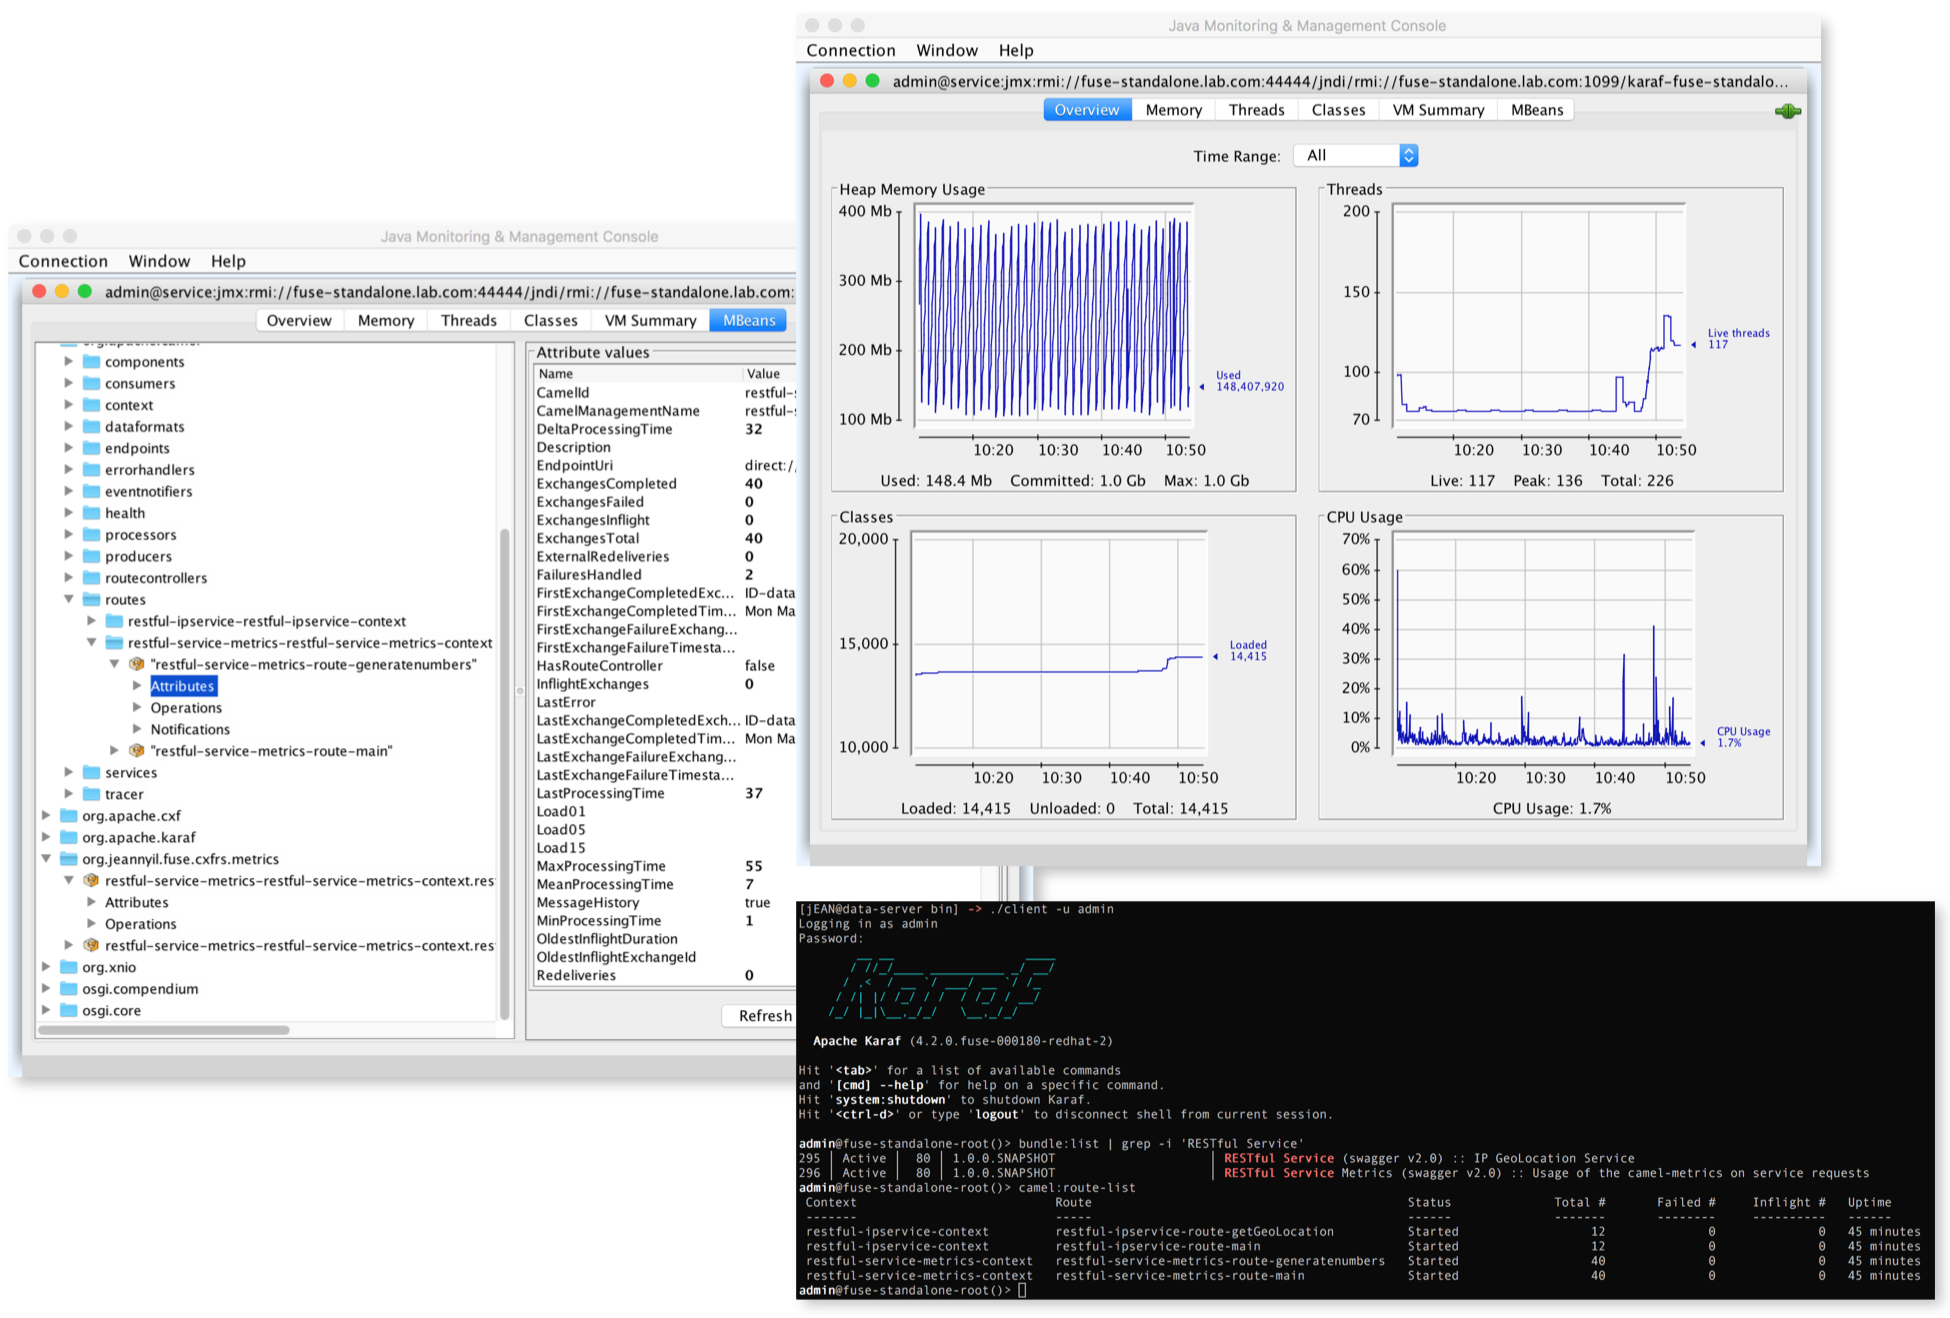 Java Monitoring & Management Console
Connection Window Help
admin@service:jmx:rmi://fuse-standalone.lab.com:44444/jndi/rmi://fuse-standalone.lab.com:1099/karaf-fuse-standalo...
Overview Memory Threads Classes VM Summary MBeans
Time Range: All
Heap Memory Usage
400 Mb
300 Mb
200 Mb
100 Mb
Used
148,407,920
10:20 10:30 10:40 10:50
Used: 148.4 Mb Committed: 1.0 Gb Max: 1.0 Gb
Threads
200
150
100
70
Live threads
117
10:20 10:30 10:40 10:50
Live: 117 Peak: 136 Total: 226
Classes
20,000
15,000
10,000
Loaded
14,415
10:20 10:30 10:40 10:50
Loaded: 14,415 Unloaded: 0 Total: 14,415
CPU Usage
70%
60%
50%
40%
30%
20%
10%
0%
CPU Usage
1.7%
10:20 10:30 10:40 10:50
CPU Usage: 1.7%
Java Monitoring & Management Console
Connection Window Help
admin@service:jmx:rmi://fuse-standalone.lab.com:44444/jndi/rmi://fuse-standalone.lab.com:
Overview Memory Threads Classes VM Summary MBeans
components
consumers
context
dataformats
endpoints
errorhandlers
eventnotifiers
health
processors
producers
routecontrollers
routes
restful-ipservice-restful-ipservice-context
restful-service-metrics-restful-service-metrics-context
"restful-service-metrics-route-generatenumbers"
Attributes
Operations
Notifications
"restful-service-metrics-route-main"
services
tracer
org.apache.cxf
org.apache.karaf
org.jeannyil.fuse.cxfrs.metrics
restful-service-metrics-restful-service-metrics-context.res
Attributes
Operations
restful-service-metrics-restful-service-metrics-context.res
org.xnio
osgi.compendium
osgi.core
Attribute values
Name Value
CamelId restful-s
CamelManagementName restful-s
DeltaProcessingTime 32
Description
EndpointUri direct:/
ExchangesCompleted 40
ExchangesFailed 0
ExchangesInflight 0
ExchangesTotal 40
ExternalRedeliveries 0
FailuresHandled 2
FirstExchangeCompletedExc... ID-data
FirstExchangeCompletedTim... Mon Ma
FirstExchangeFailureExchang...
FirstExchangeFailureTimesta...
HasRouteController false
InflightExchanges 0
LastError
LastExchangeCompletedExch... ID-data
LastExchangeCompletedTim... Mon Ma
LastExchangeFailureExchang...
LastExchangeFailureTimesta...
LastProcessingTime 37
Load01
Load05
Load15
MaxProcessingTime 55
MeanProcessingTime 7
MessageHistory true
MinProcessingTime 1
OldestInflightDuration
OldestInflightExchangeId
Redeliveries 0
Refresh
[jEAN@data-server bin] -> ./client -u admin
Logging in as admin
Password:
Karaf
Apache Karaf (4.2.0.fuse-000180-redhat-2)
Hit '<tab>' for a list of available commands
and '[cmd] --help' for help on a specific command.
Hit 'system:shutdown' to shutdown Karaf.
Hit '<ctrl-d>' or type 'logout' to disconnect shell from current session.
admin@fuse-standalone-root()> bundle:list | grep -i 'RESTful Service'
295 | Active | 80 | 1.0.0.SNAPSHOT | RESTful Service (swagger v2.0) :: IP GeoLocation Service
296 | Active | 80 | 1.0.0.SNAPSHOT | RESTful Service Metrics (swagger v2.0) :: Usage of the camel-metrics on service requests
admin@fuse-standalone-root()> camel:route-list
Context Route Status Total # Failed # Inflight # Uptime
------- ----- ------ ------- -------- ---------- ------
restful-ipservice-context restful-ipservice-route-getGeoLocation Started 12 0 0 45 minutes
restful-ipservice-context restful-ipservice-route-main Started 12 0 0 45 minutes
restful-service-metrics-context restful-service-metrics-route-generatenumbers Started 40 0 0 45 minutes
restful-service-metrics-context restful-service-metrics-route-main Started 40 0 0 45 minutes
admin@fuse-standalone-root()>